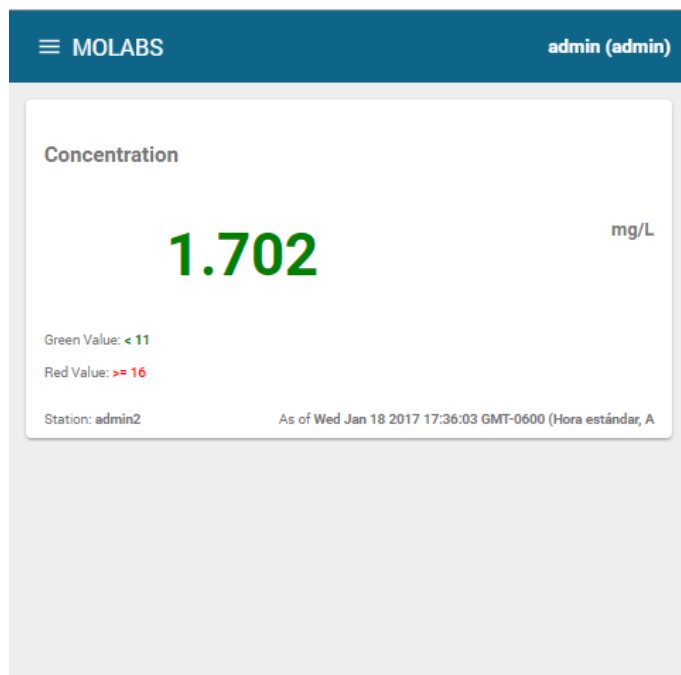 MOLABS admin (admin)
Concentration
mg/L
1.702
Green Value: < 11
Red Value: >= 16
Station: admin2 As of Wed Jan 18 2017 17:36:03 GMT-0600 (Hora estándar, A